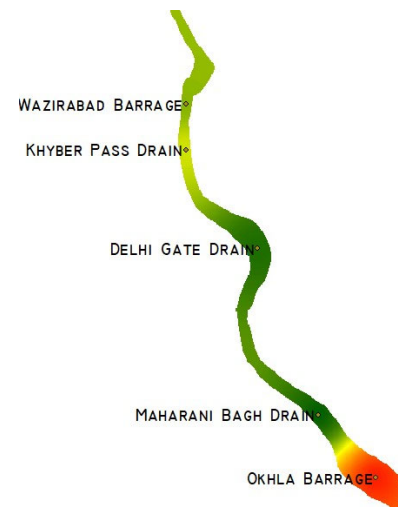 Wazirabad Barrage
Khyber Pass Drain
Delhi Gate Drain
Maharani Bagh Drain
Okhla Barrage